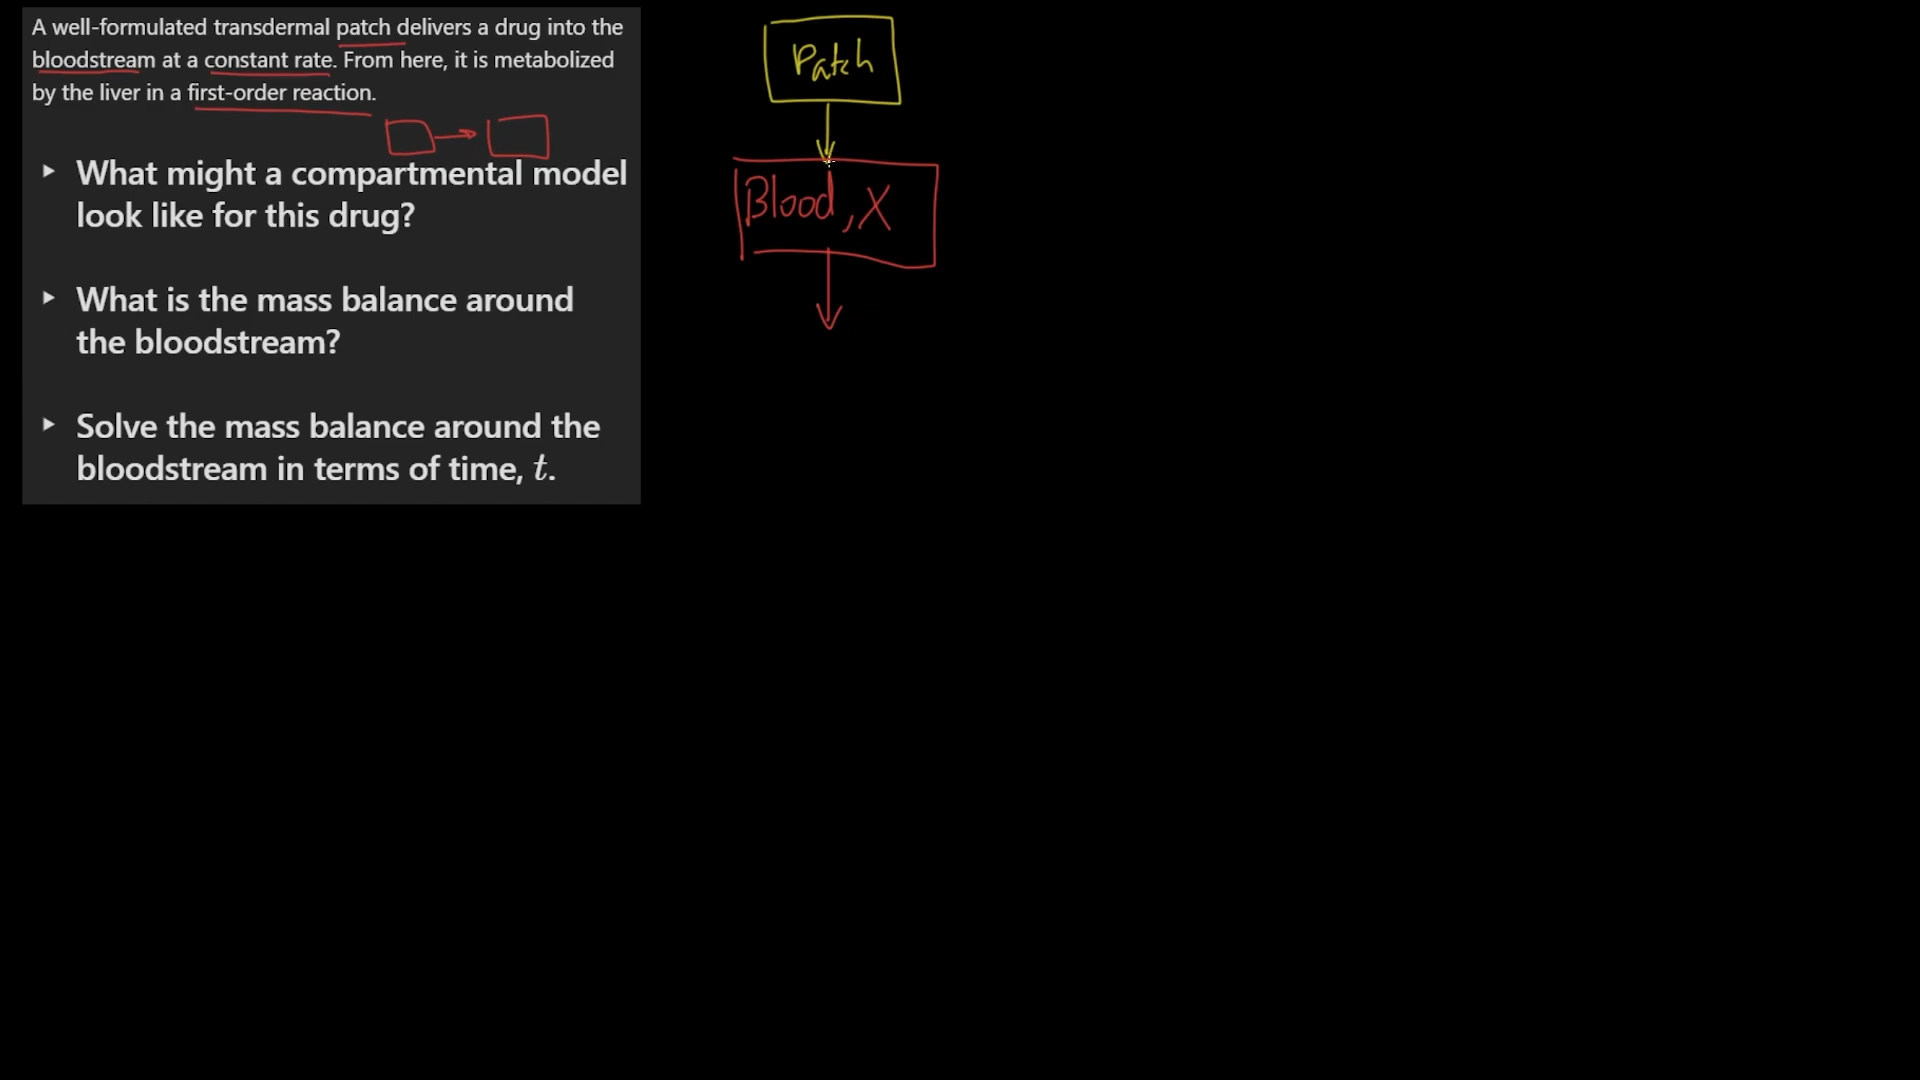 A well-formulated transdermal patch delivers a drug into the
bloodstream at a constant rate. From here, it is metabolized
by the liver in a first-order reaction.
‣ What might a compartmental model
look like for this drug?
‣ What is the mass balance around
the bloodstream?
‣ Solve the mass balance around the
bloodstream in terms of time, t.
Patch
Blood, X